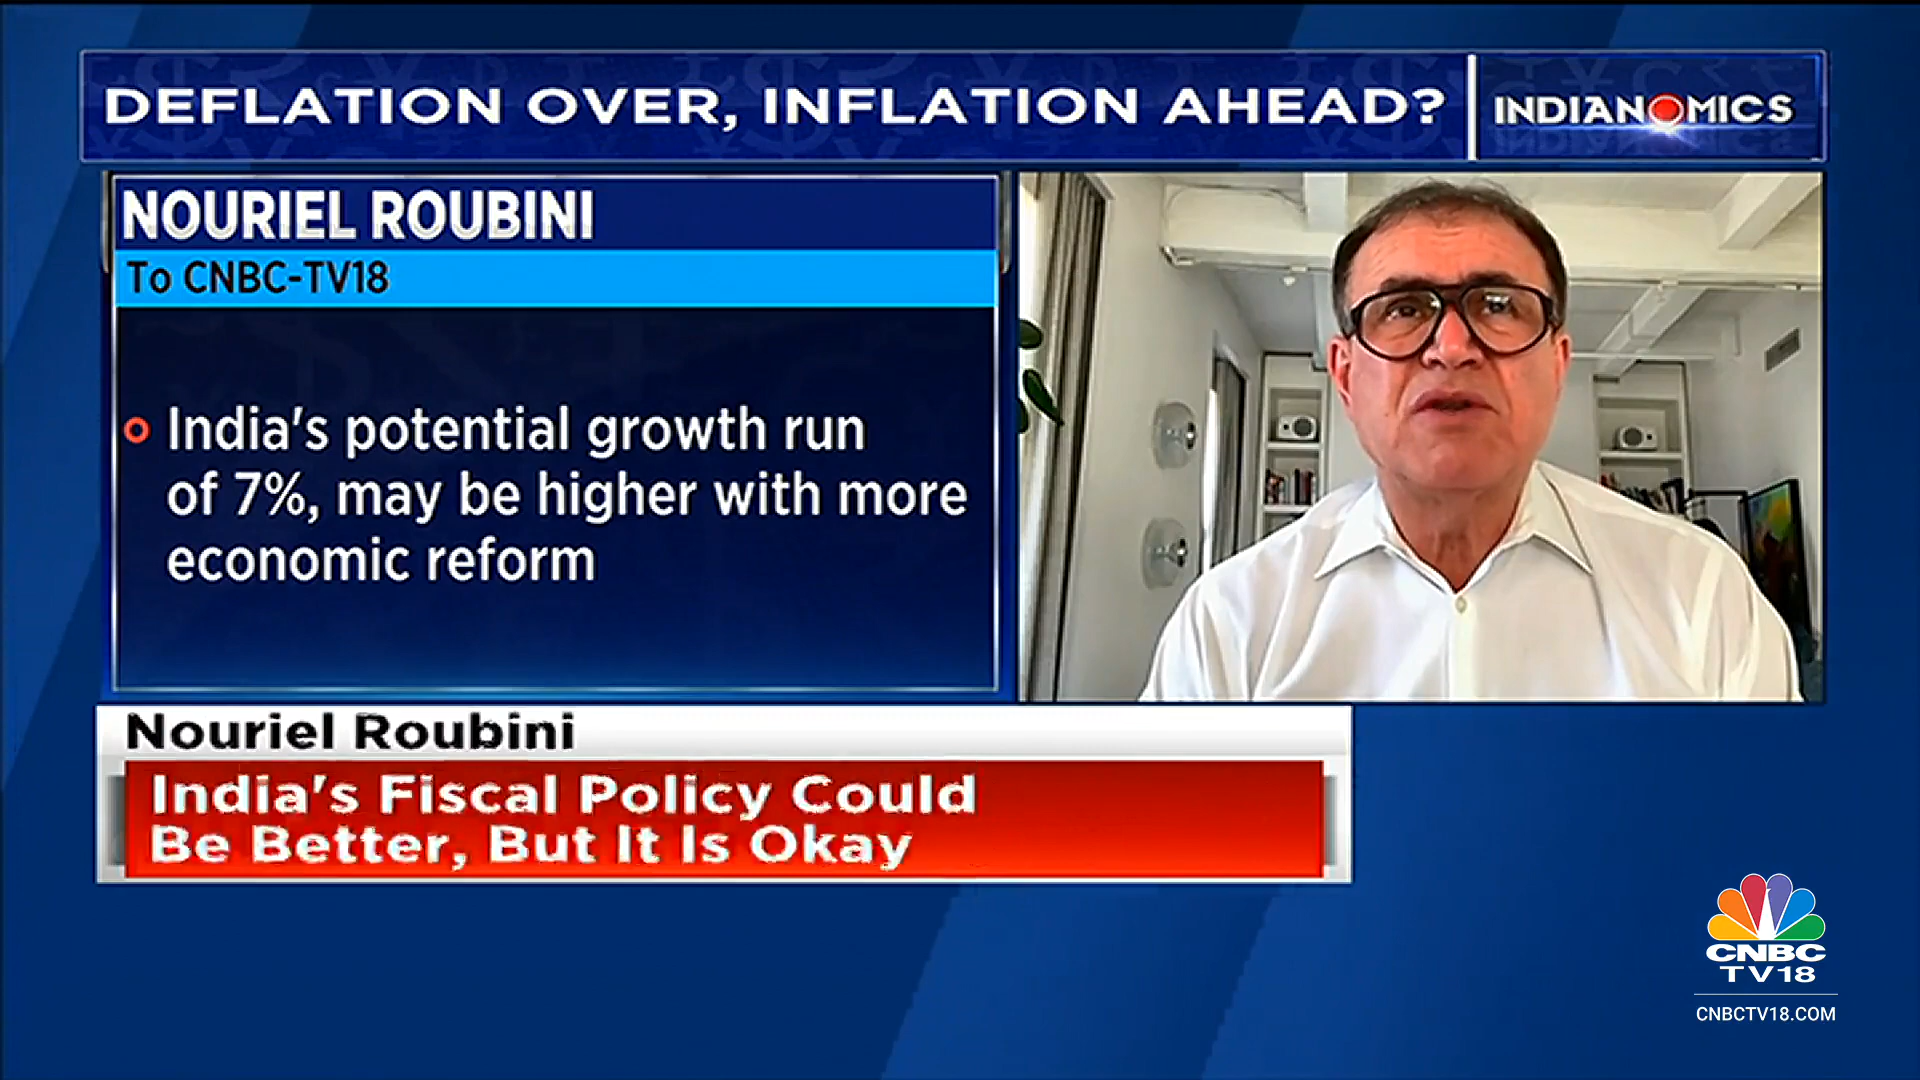 DEFLATION OVER, INFLATION AHEAD?
INDIANOMICS
NOURIEL ROUBINI
To CNBC-TV18
India's potential growth run
of 7%, may be higher with more
economic reform
Nouriel Roubini
India's Fiscal Policy Could
Be Better, But It Is Okay
CNBC
TV18
CNBCTV18.COM